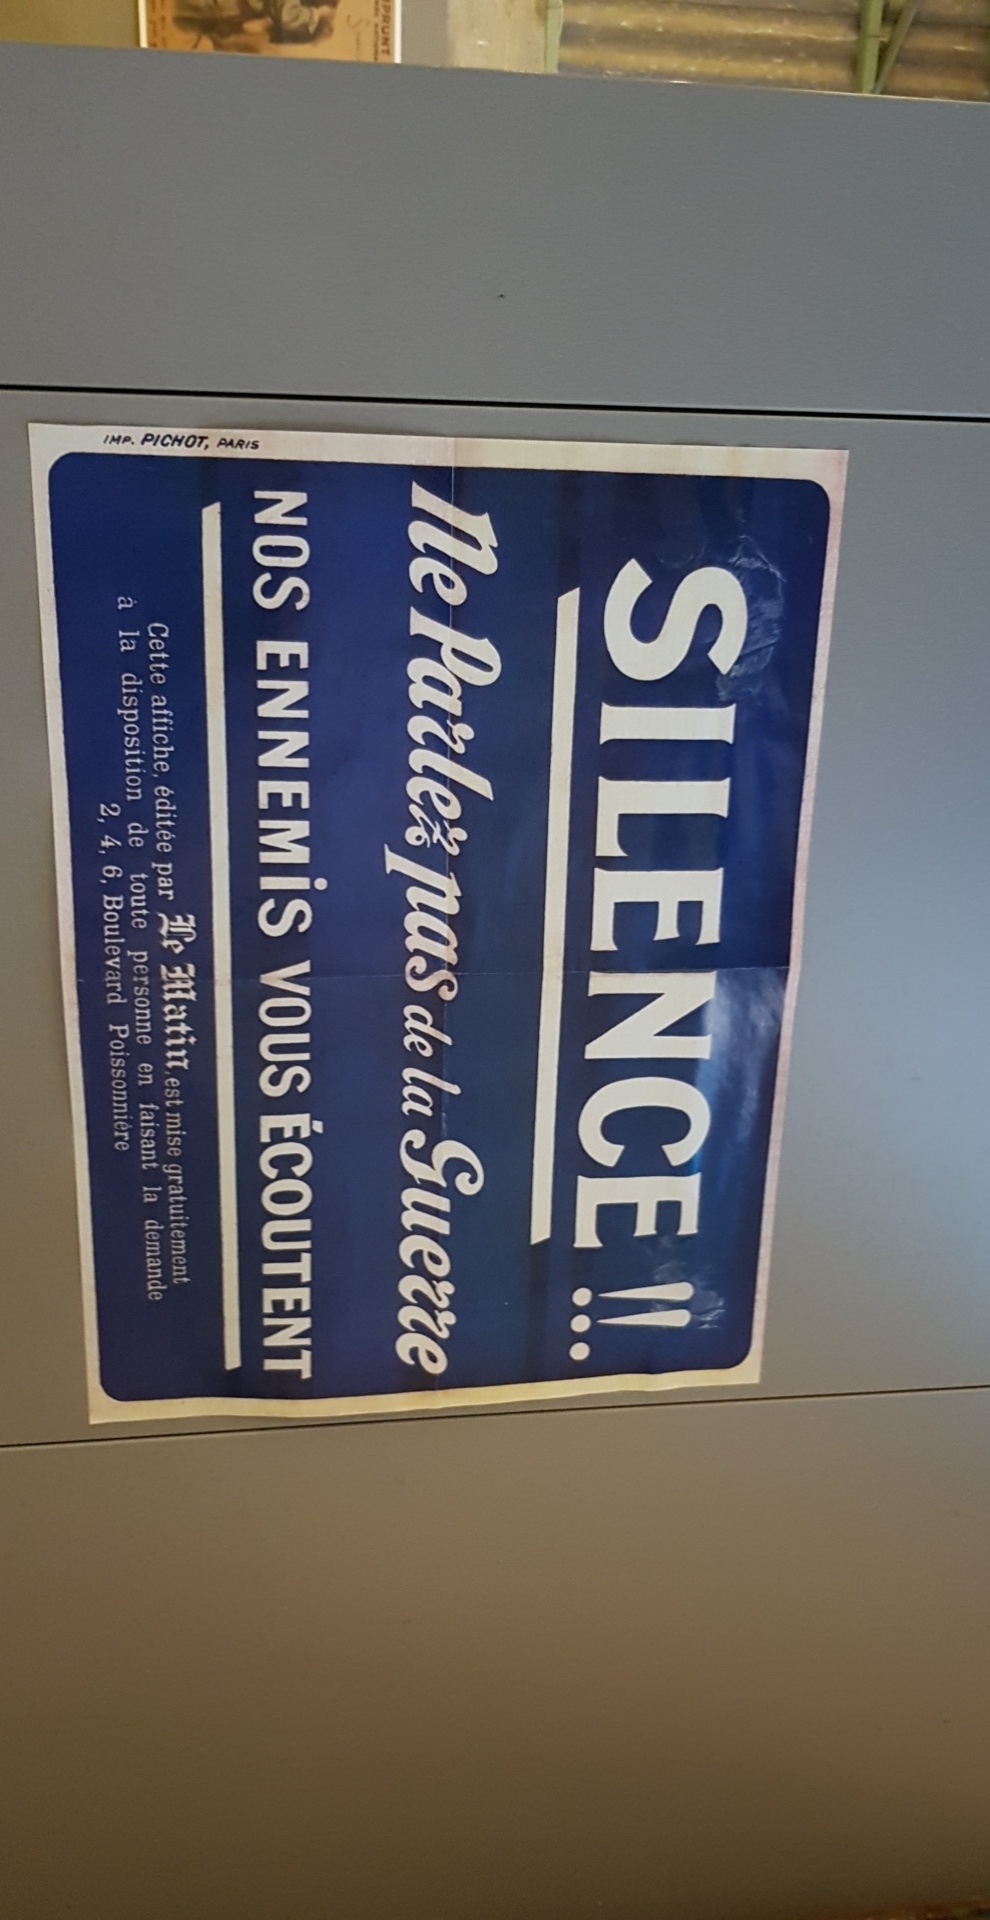 SILENCE !!...
Ne Parlez pas de la Guerre
NOS ENNEMIS VOUS ÉCOUTENT
Cette affiche, éditée par Le Matin, est mise gratuitement
à la disposition de toute personne en faisant la demande
2, 4, 6, Boulevard Poissonnière
IMP. PICHOT, PARIS